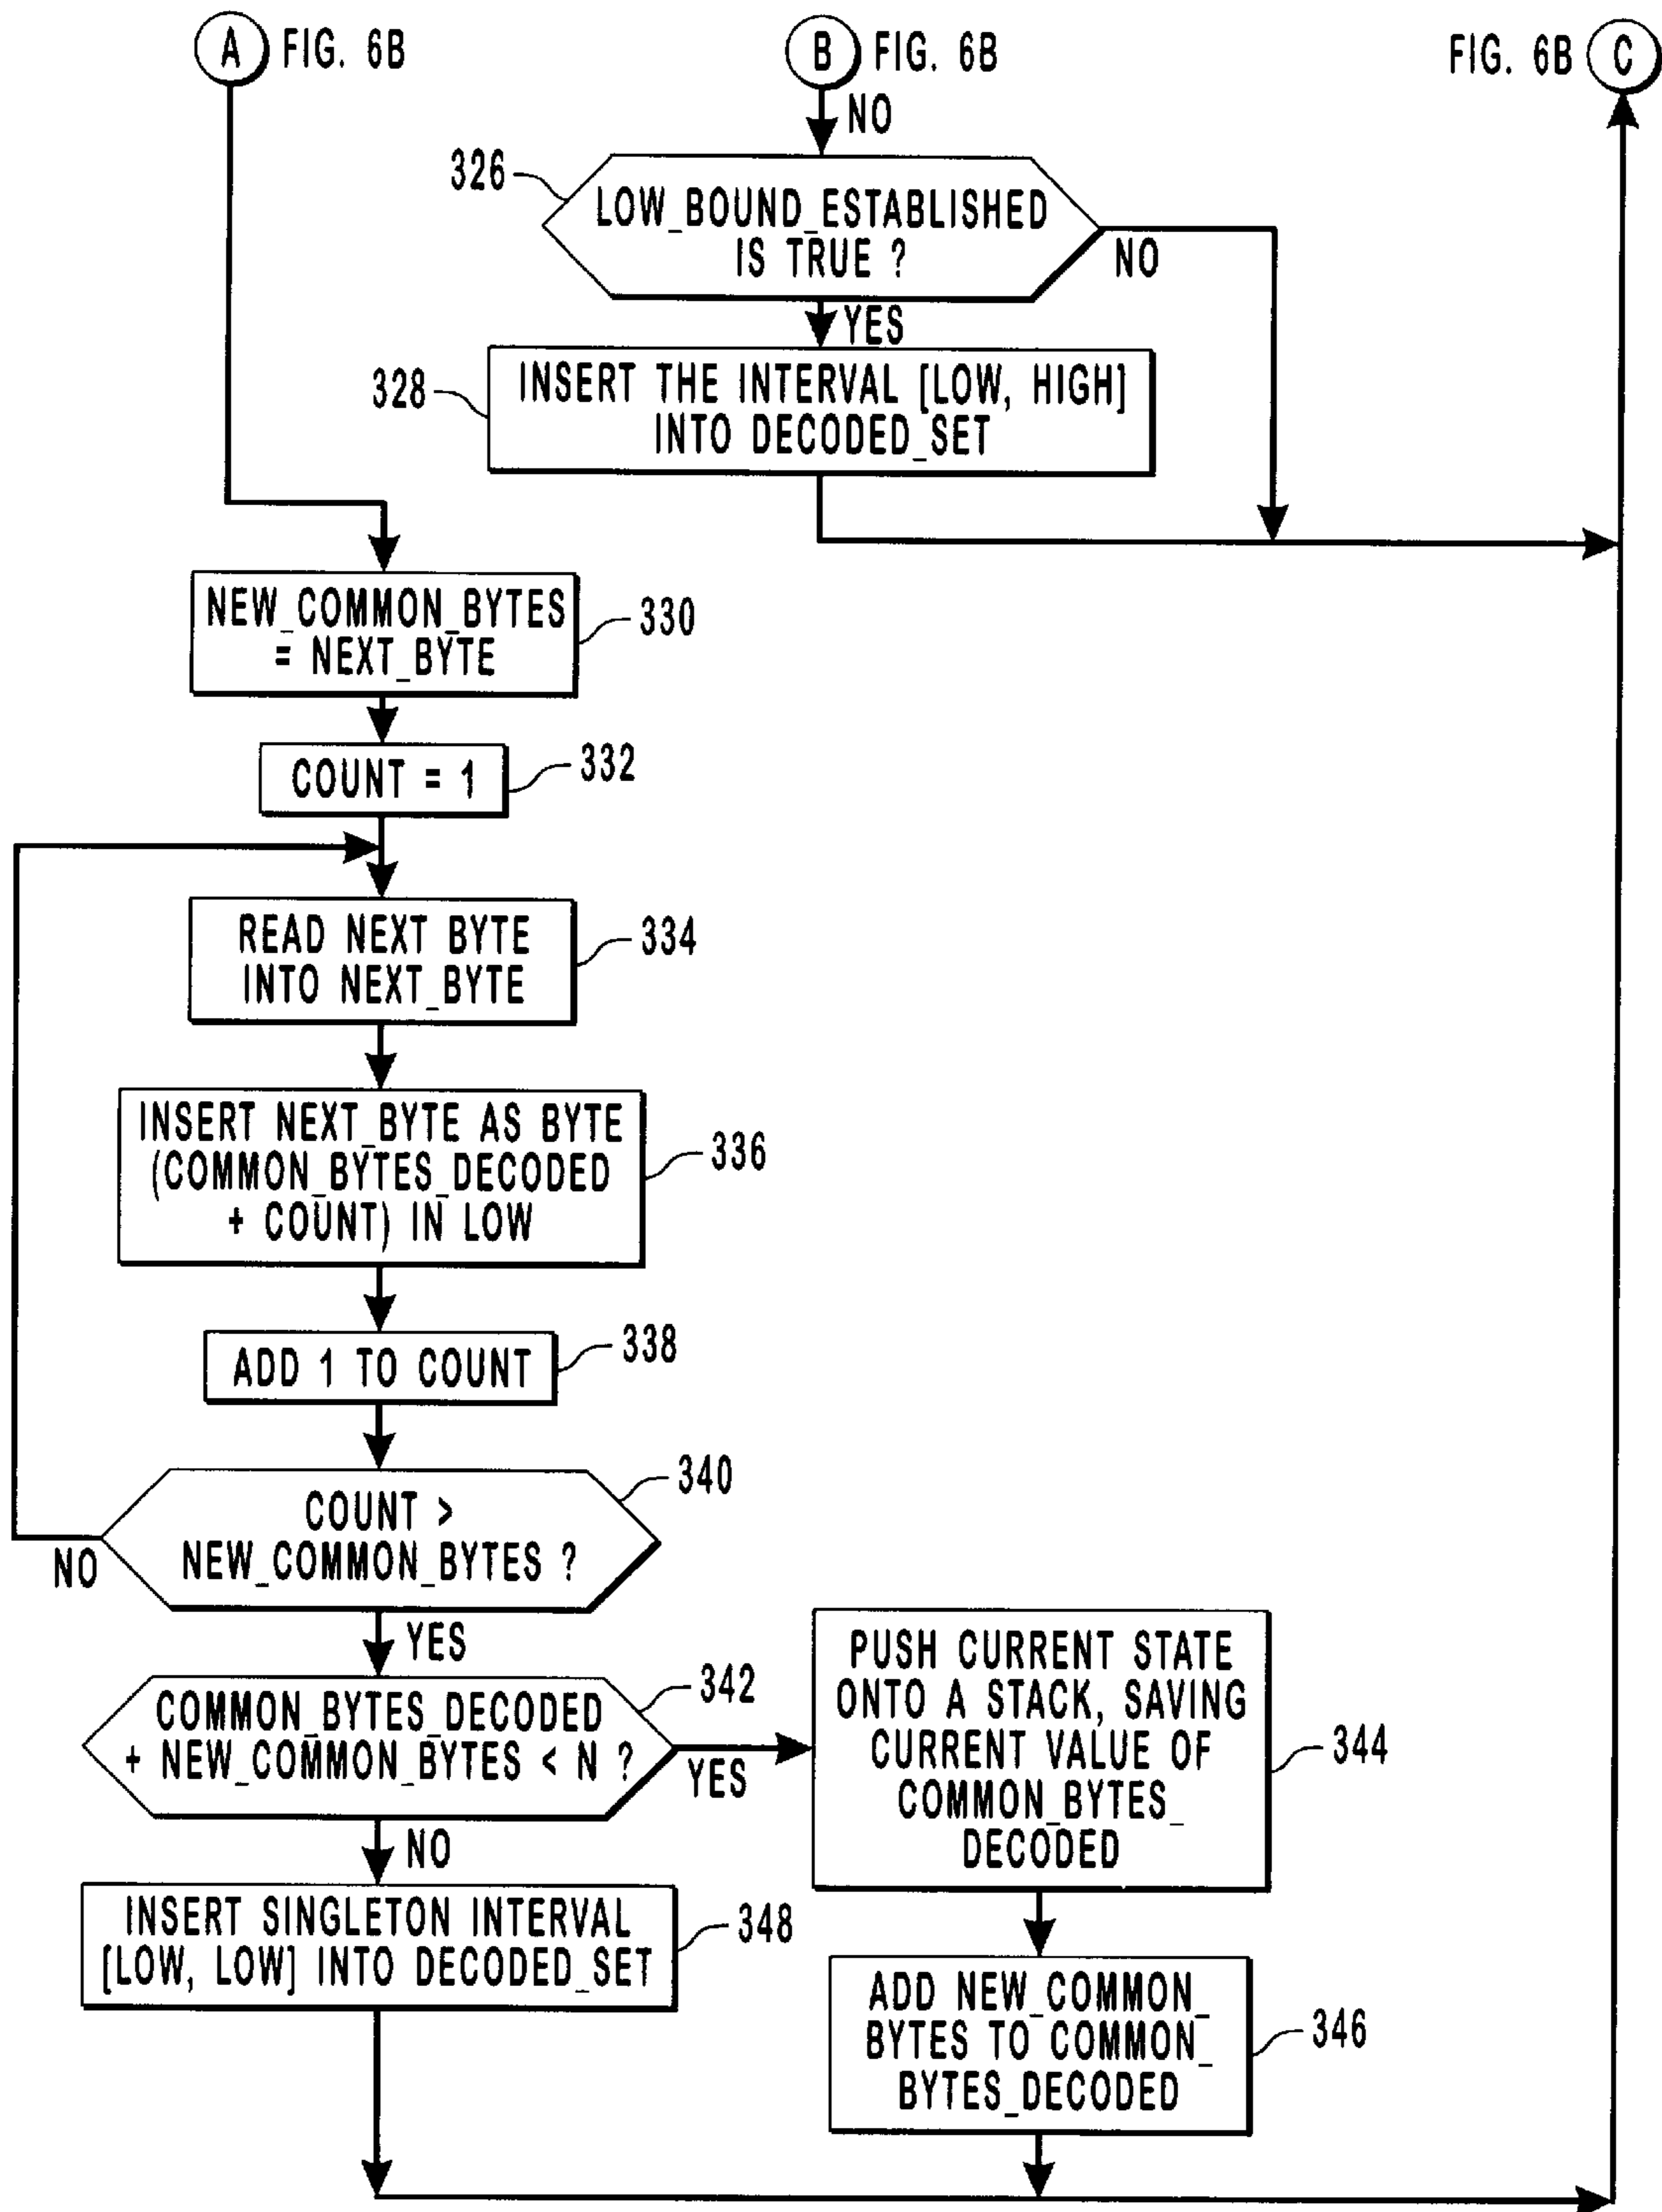 A FIG. 6B
B FIG. 6B
FIG. 6B C
NO
326
LOW_BOUND_ESTABLISHED
IS TRUE ?
NO
YES
328
INSERT THE INTERVAL [LOW, HIGH]
INTO DECODED_SET
NEW_COMMON_BYTES
= NEXT_BYTE
330
COUNT = 1
332
READ NEXT BYTE
INTO NEXT_BYTE
334
INSERT NEXT_BYTE AS BYTE
(COMMON_BYTES_DECODED
+ COUNT) IN LOW
336
ADD 1 TO COUNT
338
COUNT >
NEW_COMMON_BYTES ?
340
NO
YES
COMMON_BYTES_DECODED
+ NEW_COMMON_BYTES < N ?
342
YES
NO
PUSH CURRENT STATE
ONTO A STACK, SAVING
CURRENT VALUE OF
COMMON_BYTES_
DECODED
344
INSERT SINGLETON INTERVAL
[LOW, LOW] INTO DECODED_SET
348
ADD NEW_COMMON_
BYTES TO COMMON_
BYTES_DECODED
346